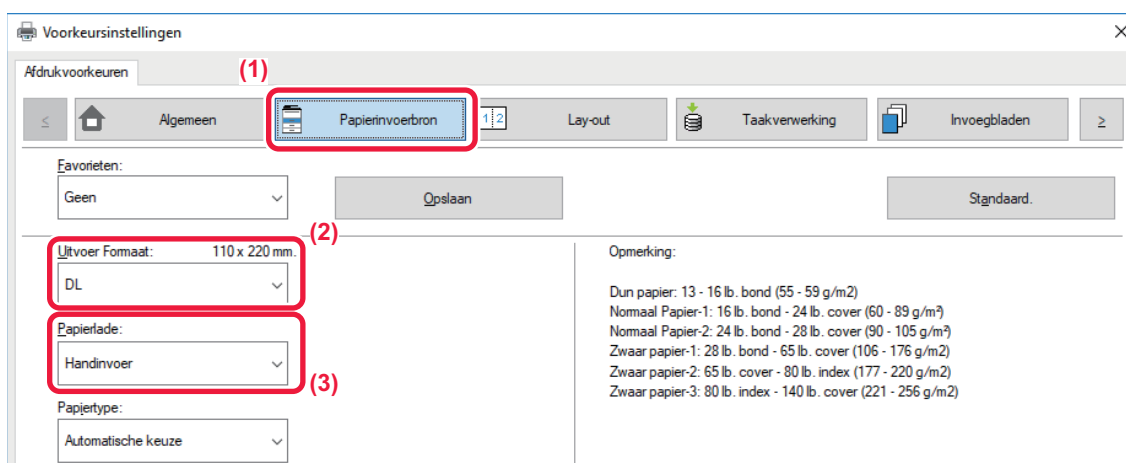 Voorkeursinstellingen
Afdrukvoorkeuren
(1)
< Algemeen Papierinvoerbron 1 2 Lay-out Taakverwerking Invoegbladen >
Favorieten:
Geen Opslaan Standaard.
(2)
Uitvoer Formaat: 110 x 220 mm.
DL
Papierlade:
Handinvoer
(3)
Papiertype:
Automatische keuze
Opmerking:
Dun papier: 13 - 16 lb. bond (55 - 59 g/m2)
Normaal Papier-1: 16 lb. bond - 24 lb. cover (60 - 89 g/m²)
Normaal Papier-2: 24 lb. bond - 28 lb. cover (90 - 105 g/m²)
Zwaar papier-1: 28 lb. bond - 65 lb. cover (106 - 176 g/m2)
Zwaar papier-2: 65 lb. cover - 80 lb. index (177 - 220 g/m2)
Zwaar papier-3: 80 lb. index - 140 lb. cover (221 - 256 g/m2)